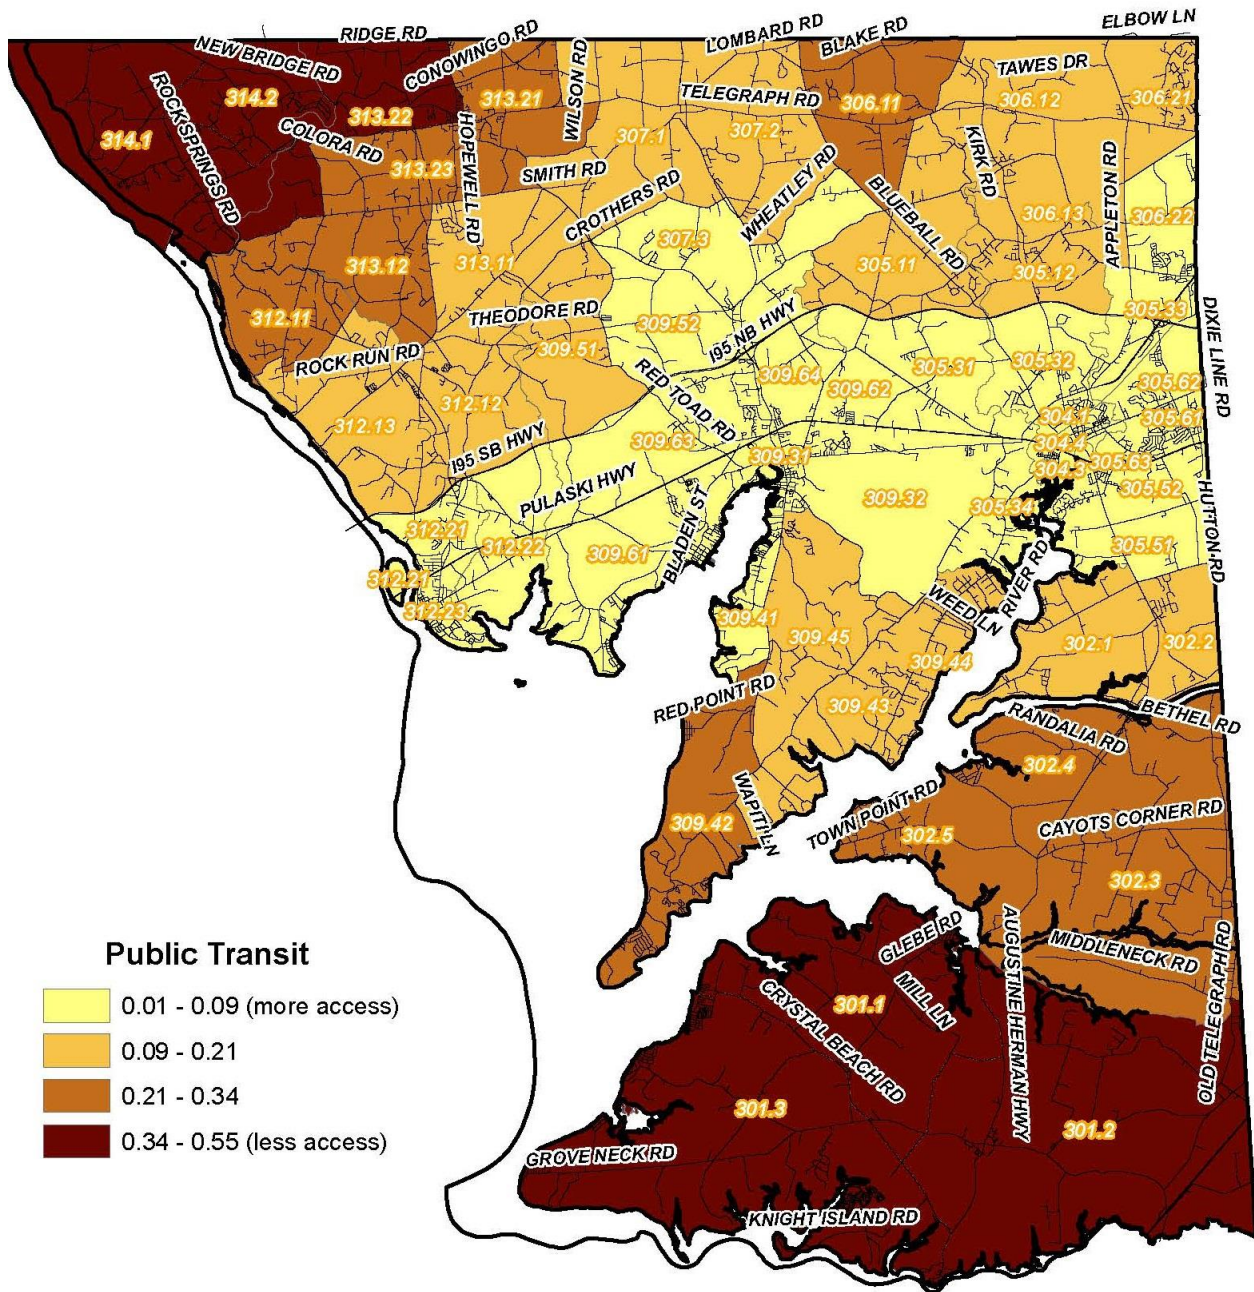 ELBOW LN
RIDGE RD
CONOWINGO RD
WILSON RD
LOMBARD RD
BLAKE RD
NEW BRIDGE RD
ROCK SPRINGS RD
TAWES DR
314.2
313.22
313.21
TELEGRAPH RD
306.11
306.12
306.21
314.1
COLORA RD
HOPEWELL RD
307.1
307.2
313.23
SMITH RD
KIRK RD
APPLETON RD
CROTHERS RD
WHEATLEY RD
BLUEBALL RD
306.13
306.22
307.3
313.12
313.11
305.11
305.12
312.11
THEODORE RD
309.52
I95 NB HWY
305.33
DIXIE LINE RD
ROCK RUN RD
309.51
RED TOAD RD
309.64
309.62
305.31
305.32
305.62
312.12
304.1
305.61
312.13
I95 SB HWY
309.63
309.31
304.4
305.63
304.3
PULASKI HWY
BLADEN ST
309.32
305.34
305.52
HUTTON RD
312.21
312.22
309.61
305.51
312.21
312.23
309.41
WEED LN
RIVER RD
309.45
309.44
302.1
302.2
RED POINT RD
309.43
RANDALIA RD
BETHEL RD
302.4
309.42
WAPITI LN
TOWN POINT RD
302.5
CAYOTS CORNER RD
302.3
GLEBE RD
AUGUSTINE HERMAN HWY
MIDDLENECK RD
OLD TELEGRAPH RD
CRYSTAL BEACH RD
301.1
MILL LN
301.3
301.2
GROVE NECK RD
KNIGHT ISLAND RD
Public Transit
0.01 - 0.09 (more access)
0.09 - 0.21
0.21 - 0.34
0.34 - 0.55 (less access)